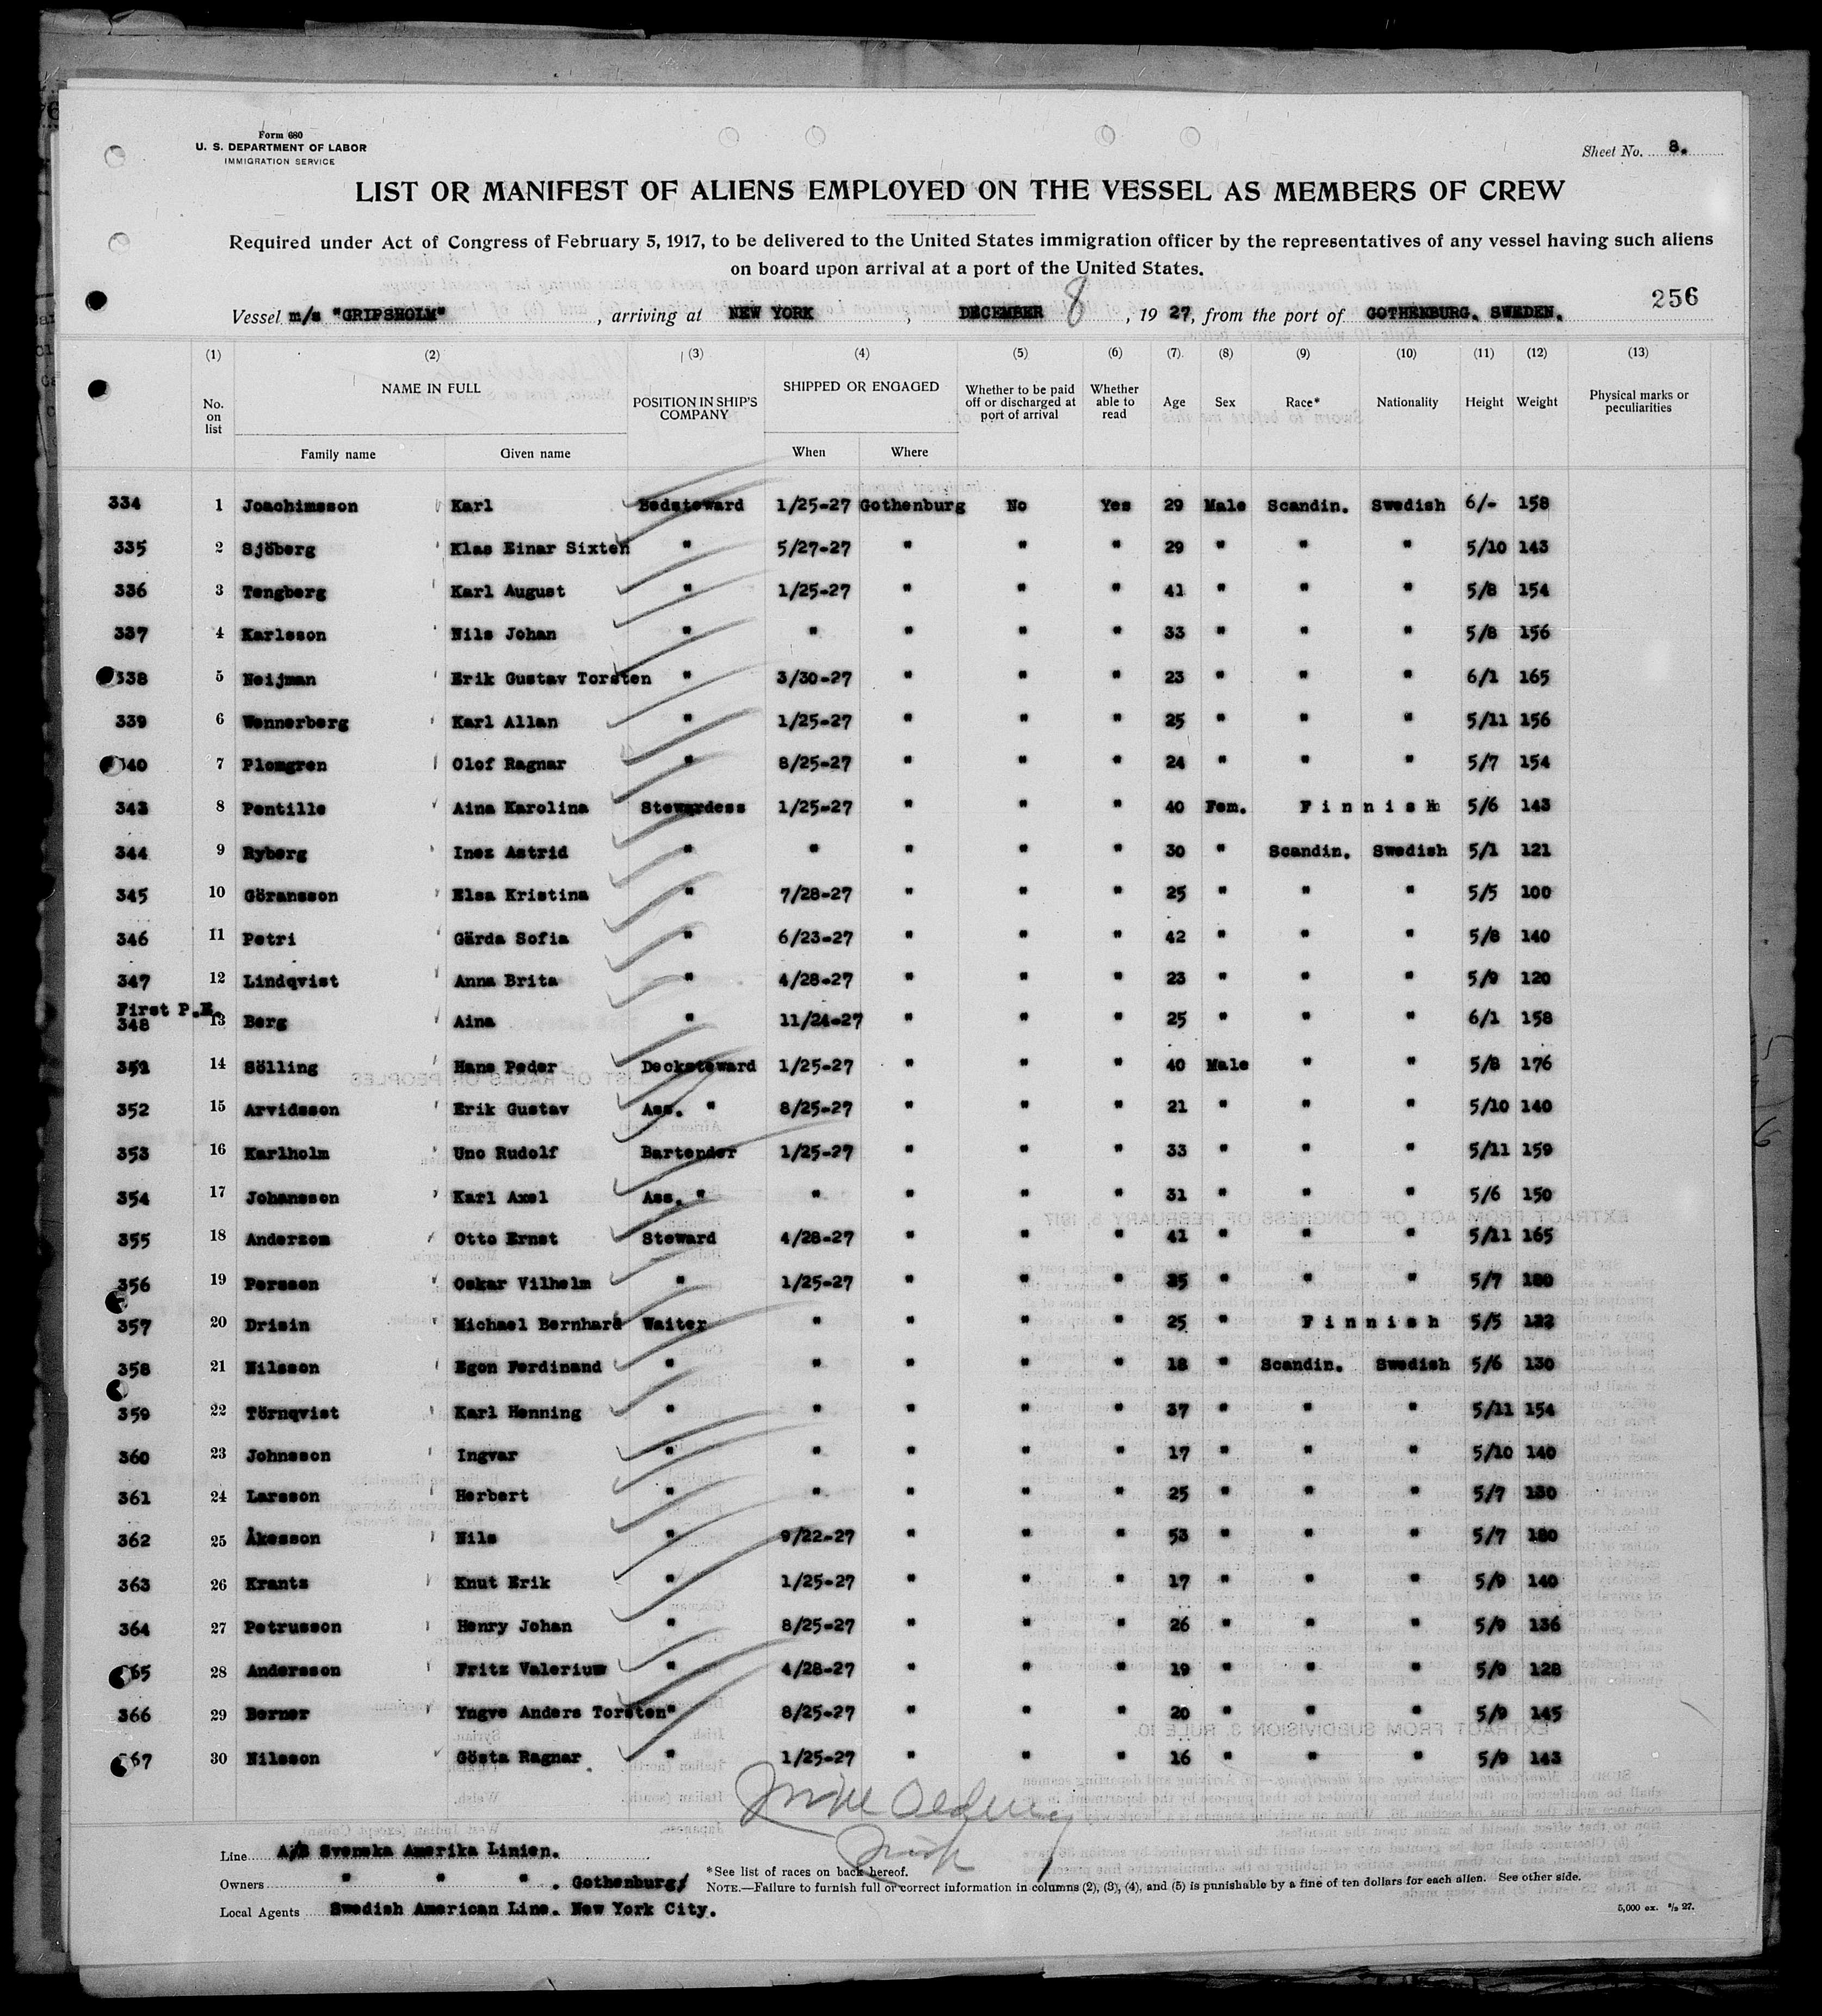 Form 680
U. S. DEPARTMENT OF LABOR
IMMIGRATION SERVICE
Sheet No. 8.
LIST OR MANIFEST OF ALIENS EMPLOYED ON THE VESSEL AS MEMBERS OF CREW
Required under Act of Congress of February 5, 1917, to be delivered to the United States immigration officer by the representatives of any vessel having such aliens
on board upon arrival at a port of the United States.
256
Vessel m/s "GRIPSHOLM", arriving at NEW YORK, DECEMBER 8, 1927, from the port of GOTHENBURG. SWEDEN.
(1) (2) (3) (4) (5) (6) (7) (8) (9) (10) (11) (12) (13)
No. on list NAME IN FULL POSITION IN SHIP'S COMPANY SHIPPED OR ENGAGED Whether to be paid off or discharged at port of arrival Whether able to read Age Sex Race* Nationality Height Weight Physical marks or peculiarities
Family name Given name When Where
334 1 Joachimsson Karl Bedsteward 1/25-27 Gothenburg No Yes 29 Male Scandin. Swedish 6/- 158
335 2 Sjöberg Klas Einar Sixten " 5/27-27 " " " 29 " " " 5/10 143
336 3 Tengberg Karl August " 1/25-27 " " " 41 " " " 5/8 154
337 4 Karlsson Nils Johan " " " " " 33 " " " 5/8 156
338 5 Neijman Erik Gustav Torsten " 3/30-27 " " " 23 " " " 6/1 165
339 6 Wennerberg Karl Allan " 1/25-27 " " " 25 " " " 5/11 156
340 7 Plomgren Olof Ragnar " 8/25-27 " " " 24 " " " 5/7 154
343 8 Pentille Aina Karolina Stewardess 1/25-27 " " " 40 Fem. Finnish 5/6 143
344 9 Ryberg Inez Astrid " " " " " 30 " Scandin. Swedish 5/1 121
345 10 Göransson Elsa Kristina " 7/28-27 " " " 25 " " " 5/5 100
346 11 Petri Gärda Sofia " 6/23-27 " " " 42 " " " 5/8 140
347 12 Lindqvist Anna Brita " 4/28-27 " " " 23 " " " 5/9 120
First P.E.
348 13 Berg Aina " 11/24-27 " " " 25 " " " 6/1 158
351 14 Sölling Hans Peder Decksteward 1/25-27 " " " 40 Male " " 5/8 176
352 15 Arvidsson Erik Gustav Ass. " 8/25-27 " " " 21 " " " 5/10 140
353 16 Karlholm Uno Rudolf Bartender 1/25-27 " " " 33 " " " 5/11 159
354 17 Johansson Karl Axel Ass. " " " " " 31 " " " 5/6 150
355 18 Anderzon Otto Ernst Steward 4/28-27 " " " 41 " " " 5/11 165
356 19 Persson Oskar Vilhelm " 1/25-27 " " " 35 " " " 5/7 180
357 20 Drisin Michael Bernhard Waiter " " " " 25 " Finnish 5/5 132
358 21 Nilsson Egon Ferdinand " " " " " 18 " Scandin. Swedish 5/6 130
359 22 Törnqvist Karl Henning " " " " " 37 " " " 5/11 154
360 23 Johnsson Ingvar " " " " " 17 " " " 5/10 140
361 24 Larsson Herbert " " " " " 25 " " " 5/7 130
362 25 Åkesson Nils " 9/22-27 " " " 53 " " " 5/7 180
363 26 Krantz Knut Erik " 1/25-27 " " " 17 " " " 5/9 140
364 27 Petrusson Henry Johan " 8/25-27 " " " 26 " " " 5/9 136
365 28 Andersson Fritz Valerium " 4/28-27 " " " 19 " " " 5/9 128
366 29 Berner Yngve Anders Torsten " 8/25-27 " " " 20 " " " 5/9 145
367 30 Nilsson Gösta Ragnar " 1/25-27 " " " 16 " " " 5/9 143
Line A/B Svenska Amerika Linien.
Owners " " " . Gothenburg/
Local Agents Swedish American Line. New York City.
*See list of races on back hereof.
NOTE.—Failure to furnish full or correct information in columns (2), (3), (4), and (5) is punishable by a fine of ten dollars for each alien. See other side.
5,000 ex. 8/9 27.